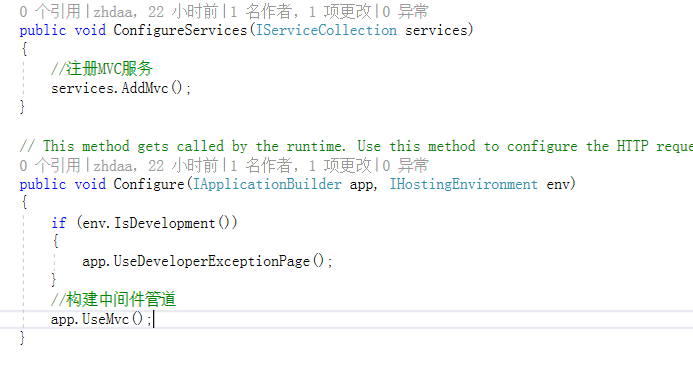 0 个引用|zhdaa，22 小时前|1 名作者，1 项更改|0 异常
public void ConfigureServices(IServiceCollection services)
{
//注册MVC服务
services.AddMvc();
}
// This method gets called by the runtime. Use this method to configure the HTTP reque
0 个引用|zhdaa，22 小时前|1 名作者，1 项更改|0 异常
public void Configure(IApplicationBuilder app, IHostingEnvironment env)
{
if (env.IsDevelopment())
{
app.UseDeveloperExceptionPage();
}
//构建中间件管道
app.UseMvc();
}